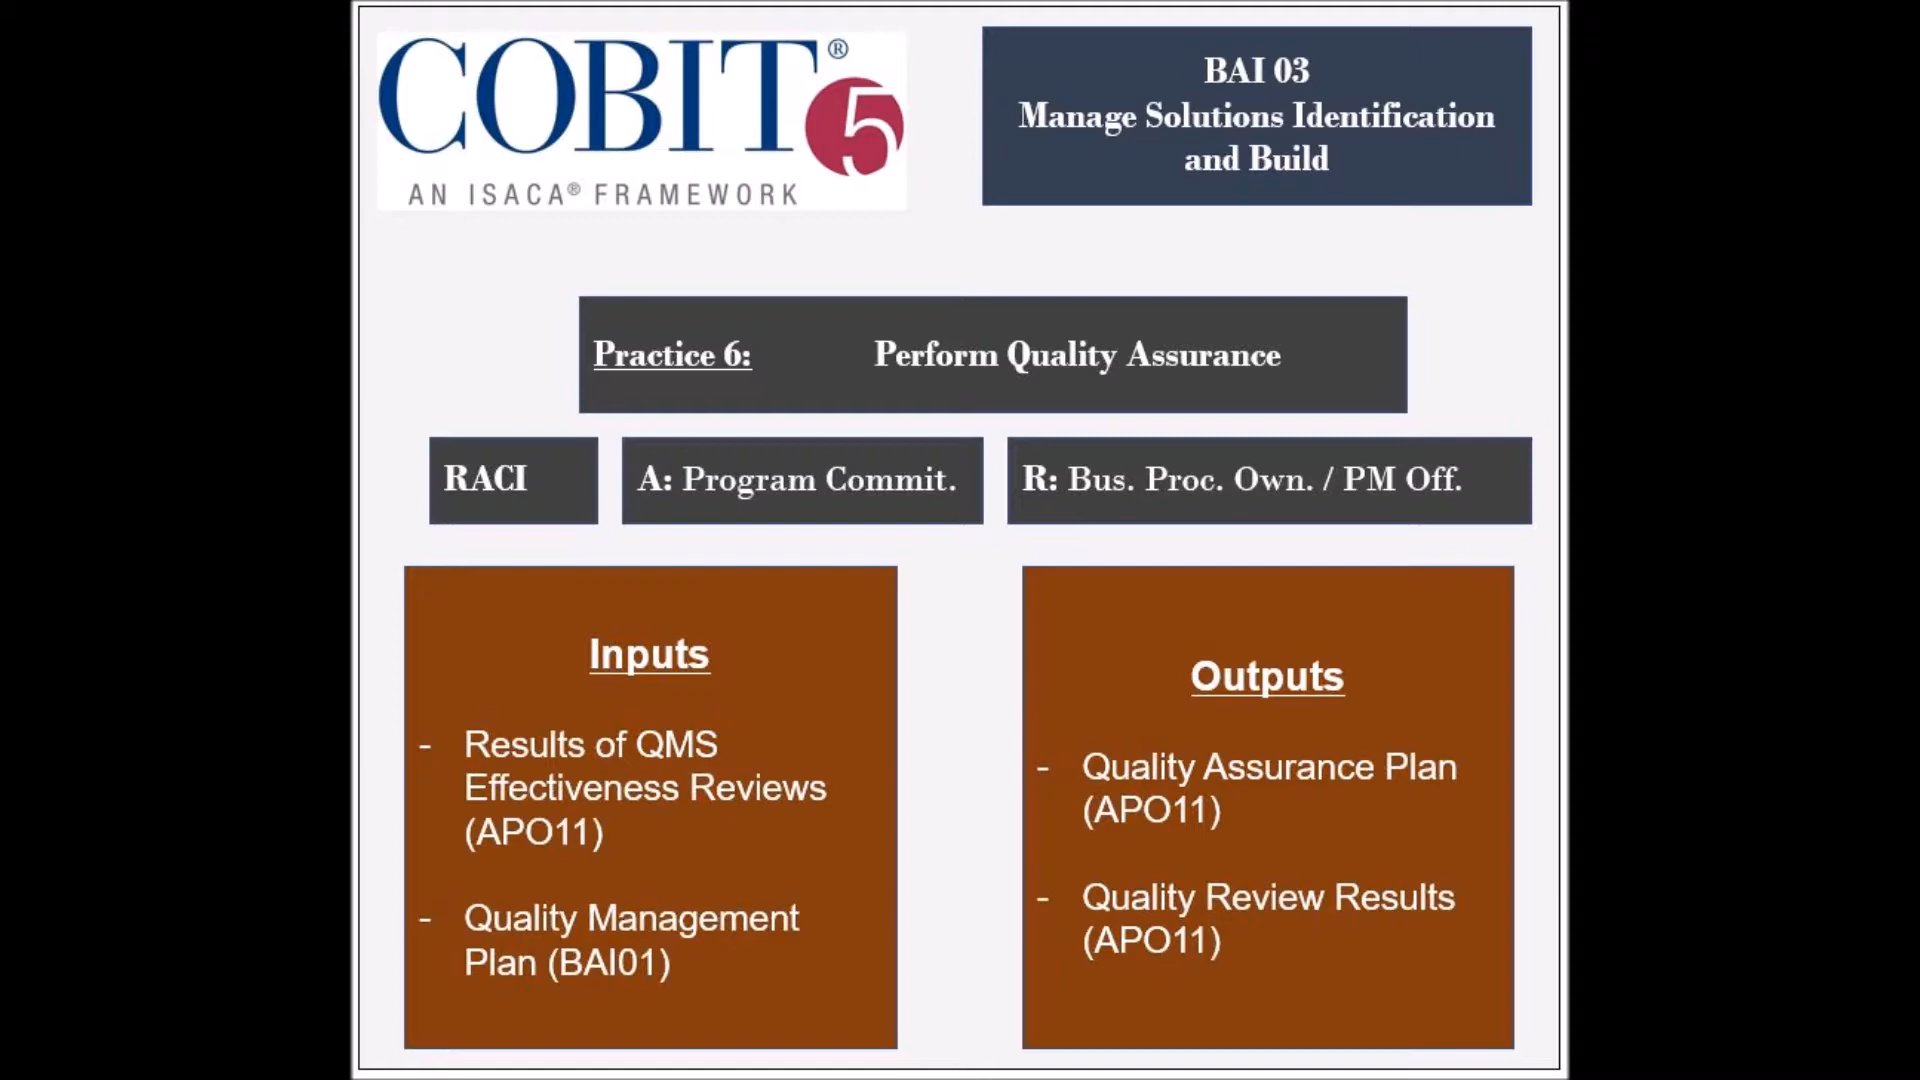 COBIT® 5
AN ISACA® FRAMEWORK
BAI 03
Manage Solutions Identification
and Build
Practice 6: Perform Quality Assurance
RACI
A: Program Commit.
R: Bus. Proc. Own. / PM Off.
Inputs
- Results of QMS
Effectiveness Reviews
(APO11)
- Quality Management
Plan (BAI01)
Outputs
- Quality Assurance Plan
(APO11)
- Quality Review Results
(APO11)